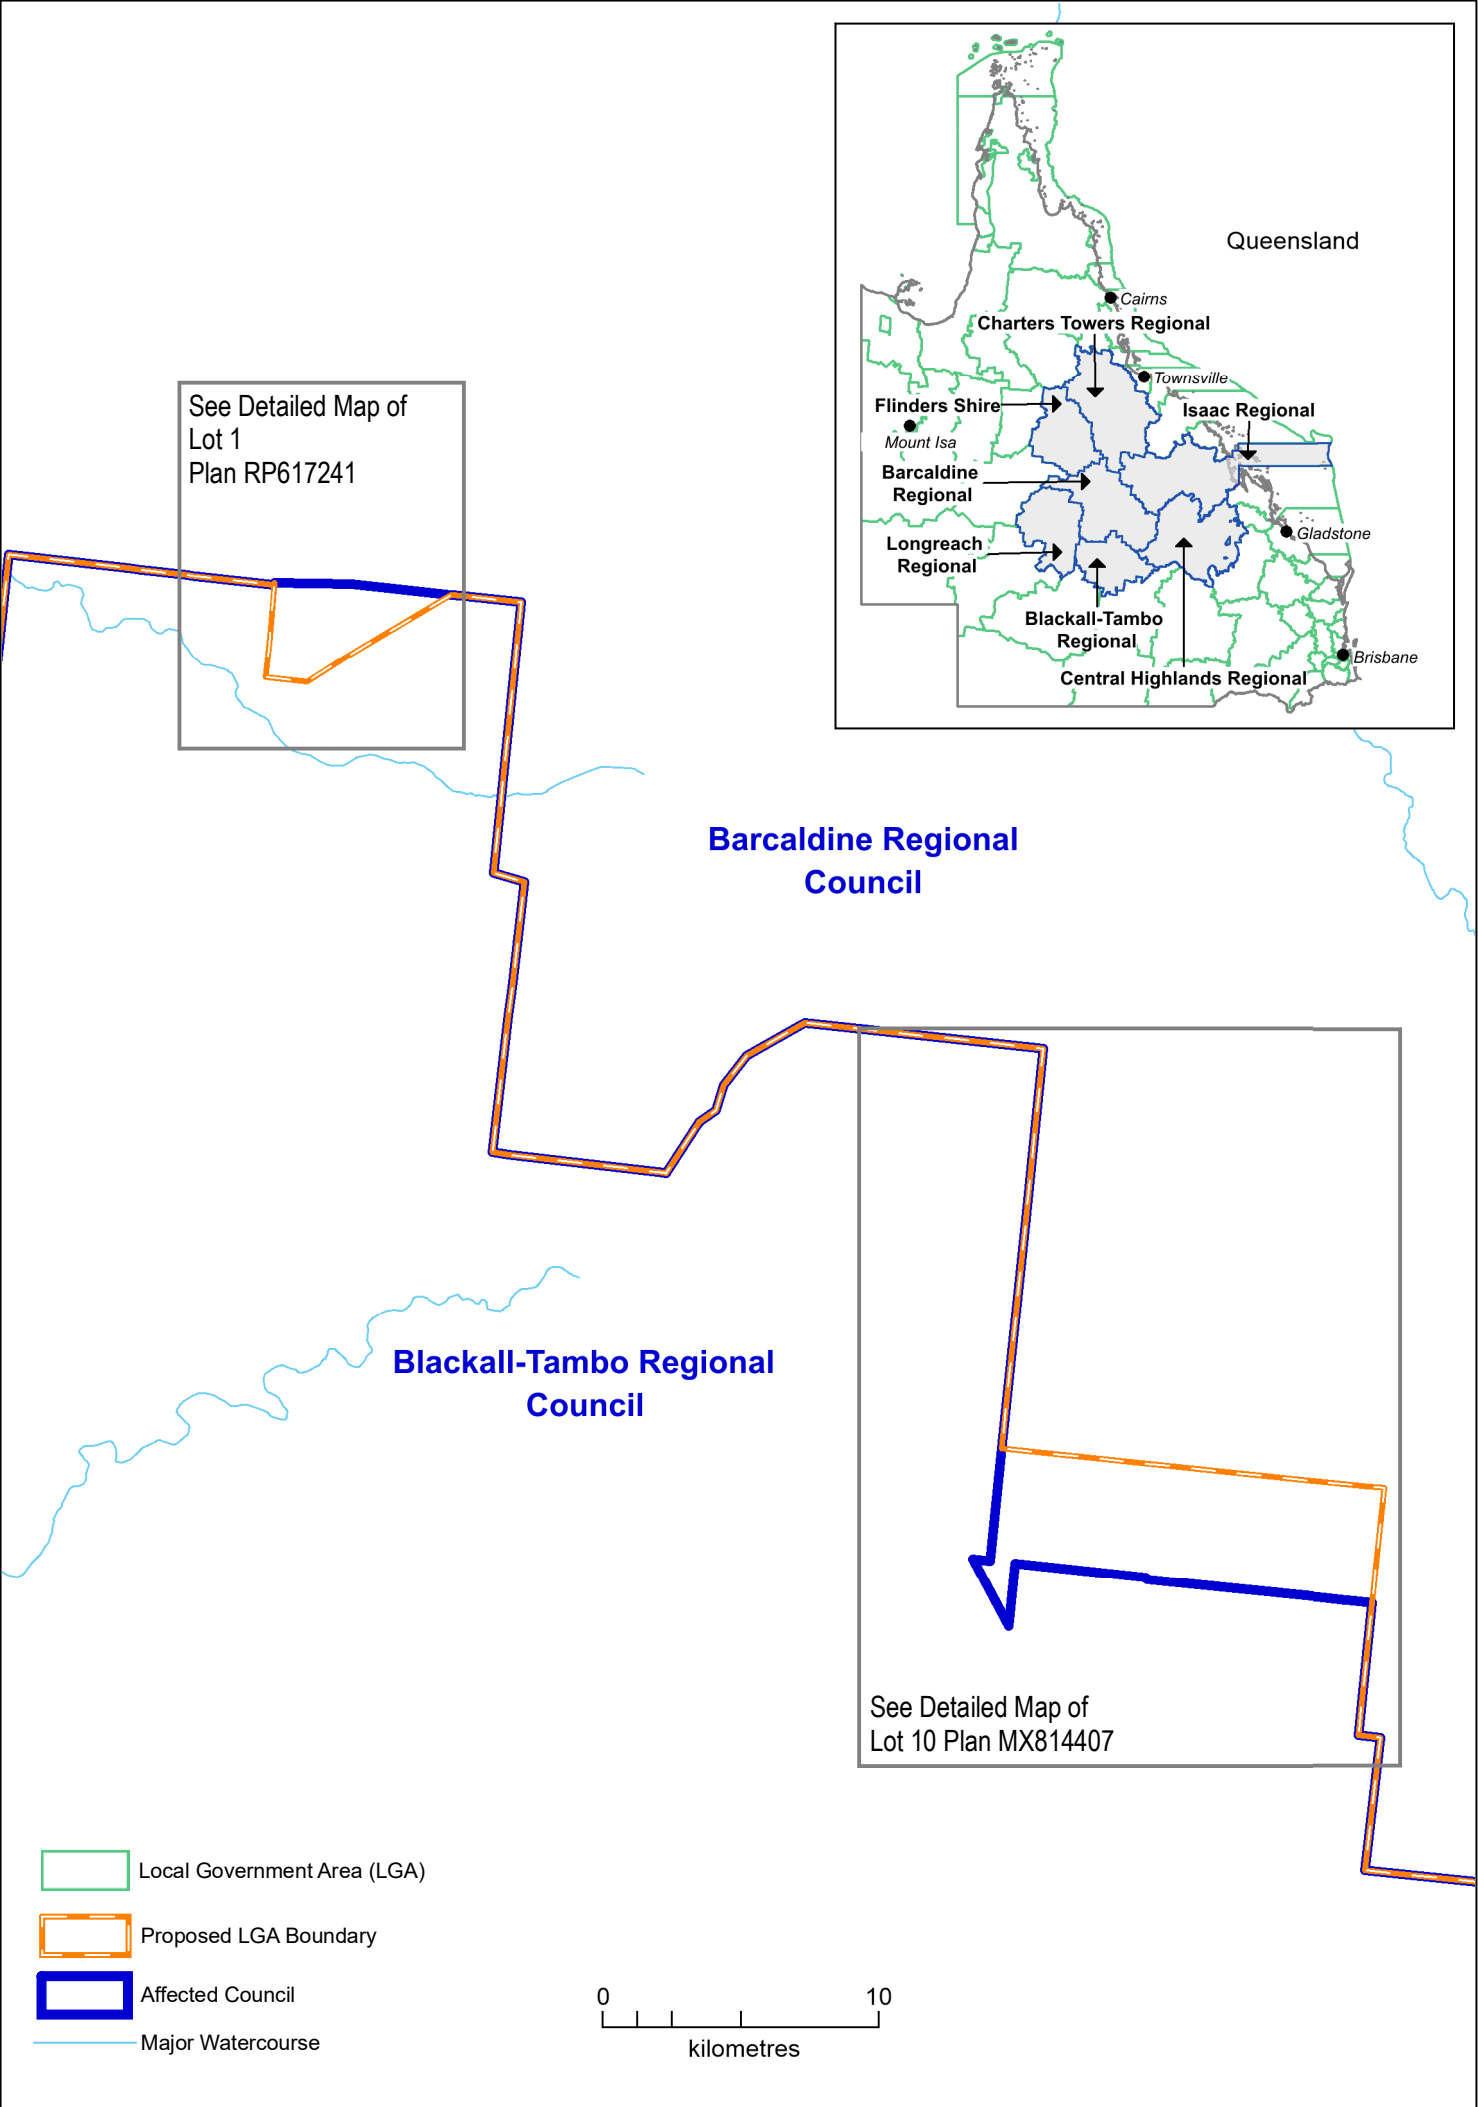 Queensland
Cairns
Charters Towers Regional
Townsville
Flinders Shire
Isaac Regional
Mount Isa
Barcaldine
Regional
Gladstone
Longreach
Regional
Blackall-Tambo
Regional
Brisbane
Central Highlands Regional
See Detailed Map of
Lot 1
Plan RP617241
Barcaldine Regional
Council
Blackall-Tambo Regional
Council
See Detailed Map of
Lot 10 Plan MX814407
Local Government Area (LGA)
Proposed LGA Boundary
Affected Council
Major Watercourse
0 10
kilometres